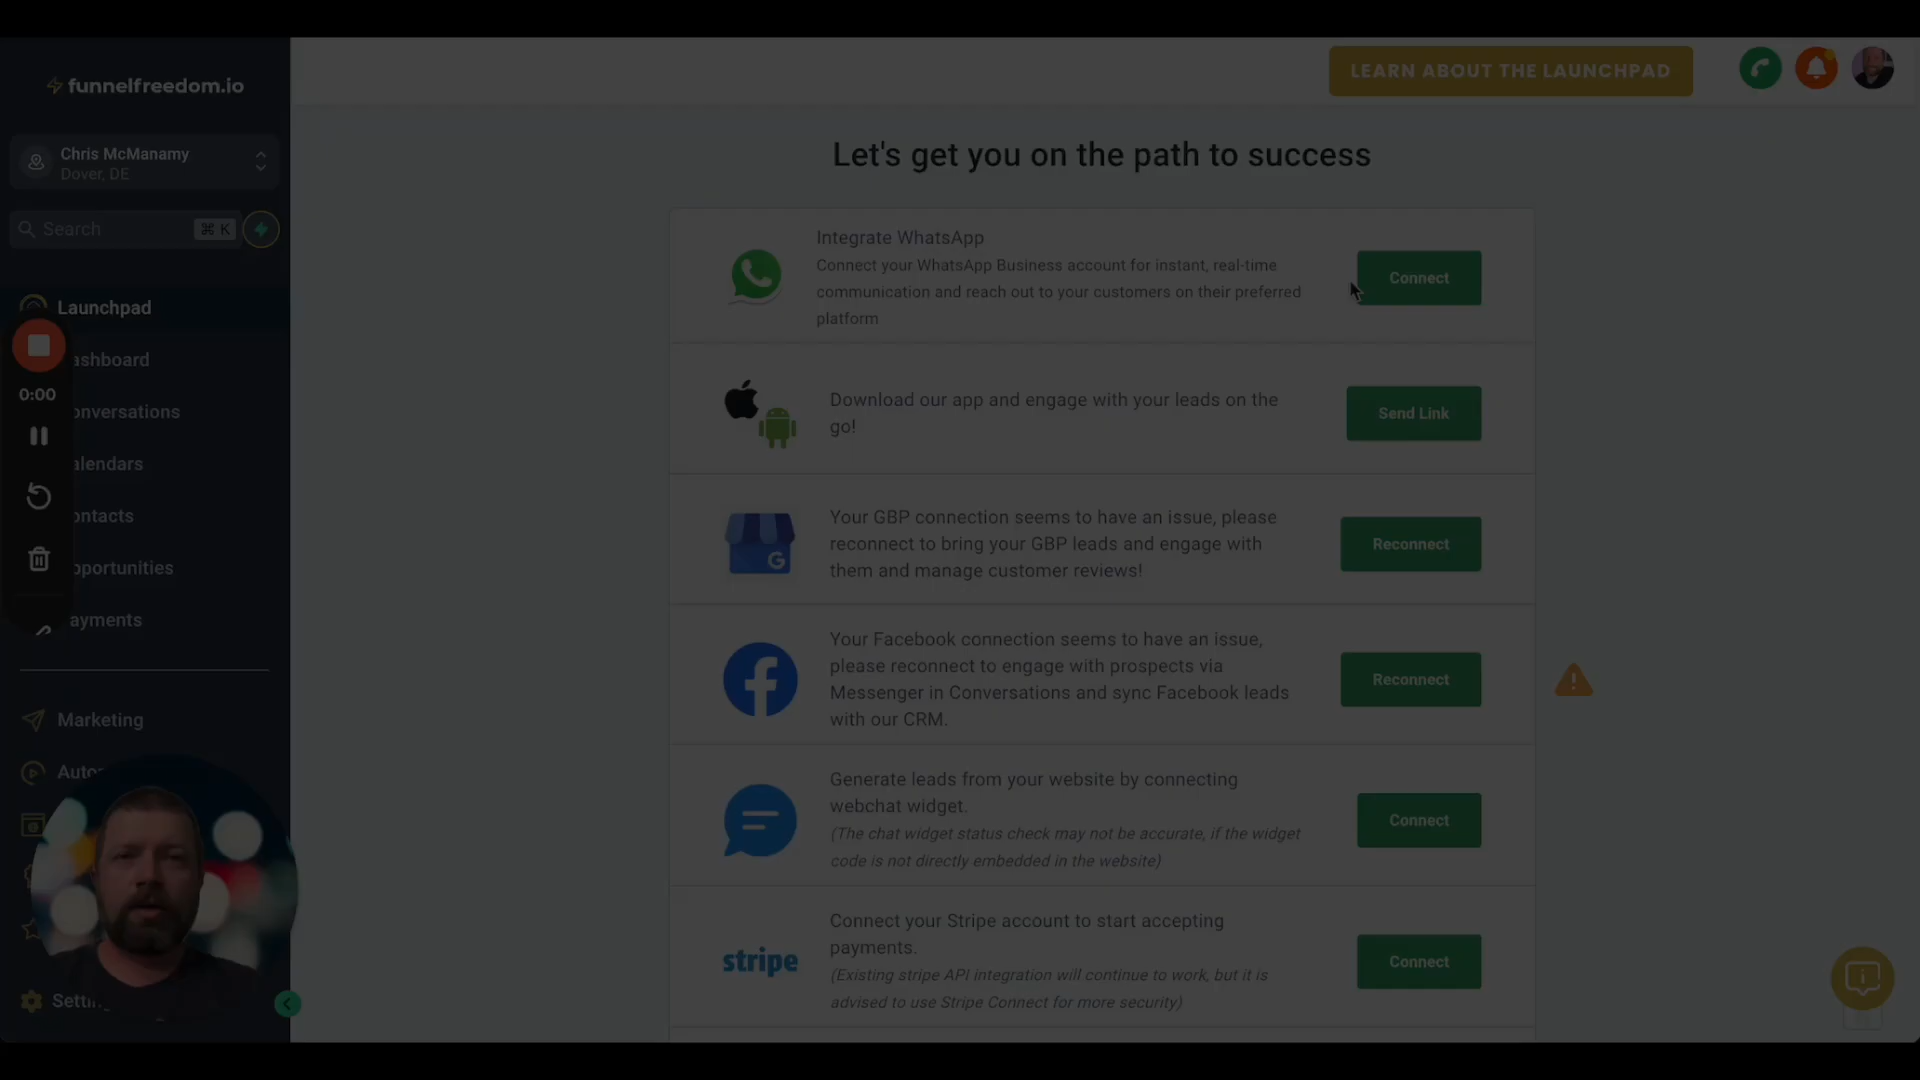 funnelfreedom.io
Chris McManamy
Dover, DE
Search
⌘ K
Launchpad
ashboard
onversations
alendars
ontacts
pportunities
ayments
Marketing
Auto
0:00
LEARN ABOUT THE LAUNCHPAD
Let's get you on the path to success
Integrate WhatsApp
Connect your WhatsApp Business account for instant, real-time
communication and reach out to your customers on their preferred
platform
Connect
Download our app and engage with your leads on the
go!
Send Link
Your GBP connection seems to have an issue, please
reconnect to bring your GBP leads and engage with
them and manage customer reviews!
Reconnect
Your Facebook connection seems to have an issue,
please reconnect to engage with prospects via
Messenger in Conversations and sync Facebook leads
with our CRM.
Reconnect
Generate leads from your website by connecting
webchat widget.
(The chat widget status check may not be accurate, if the widget
code is not directly embedded in the website)
Connect
stripe
Connect your Stripe account to start accepting
payments.
(Existing stripe API integration will continue to work, but it is
advised to use Stripe Connect for more security)
Connect